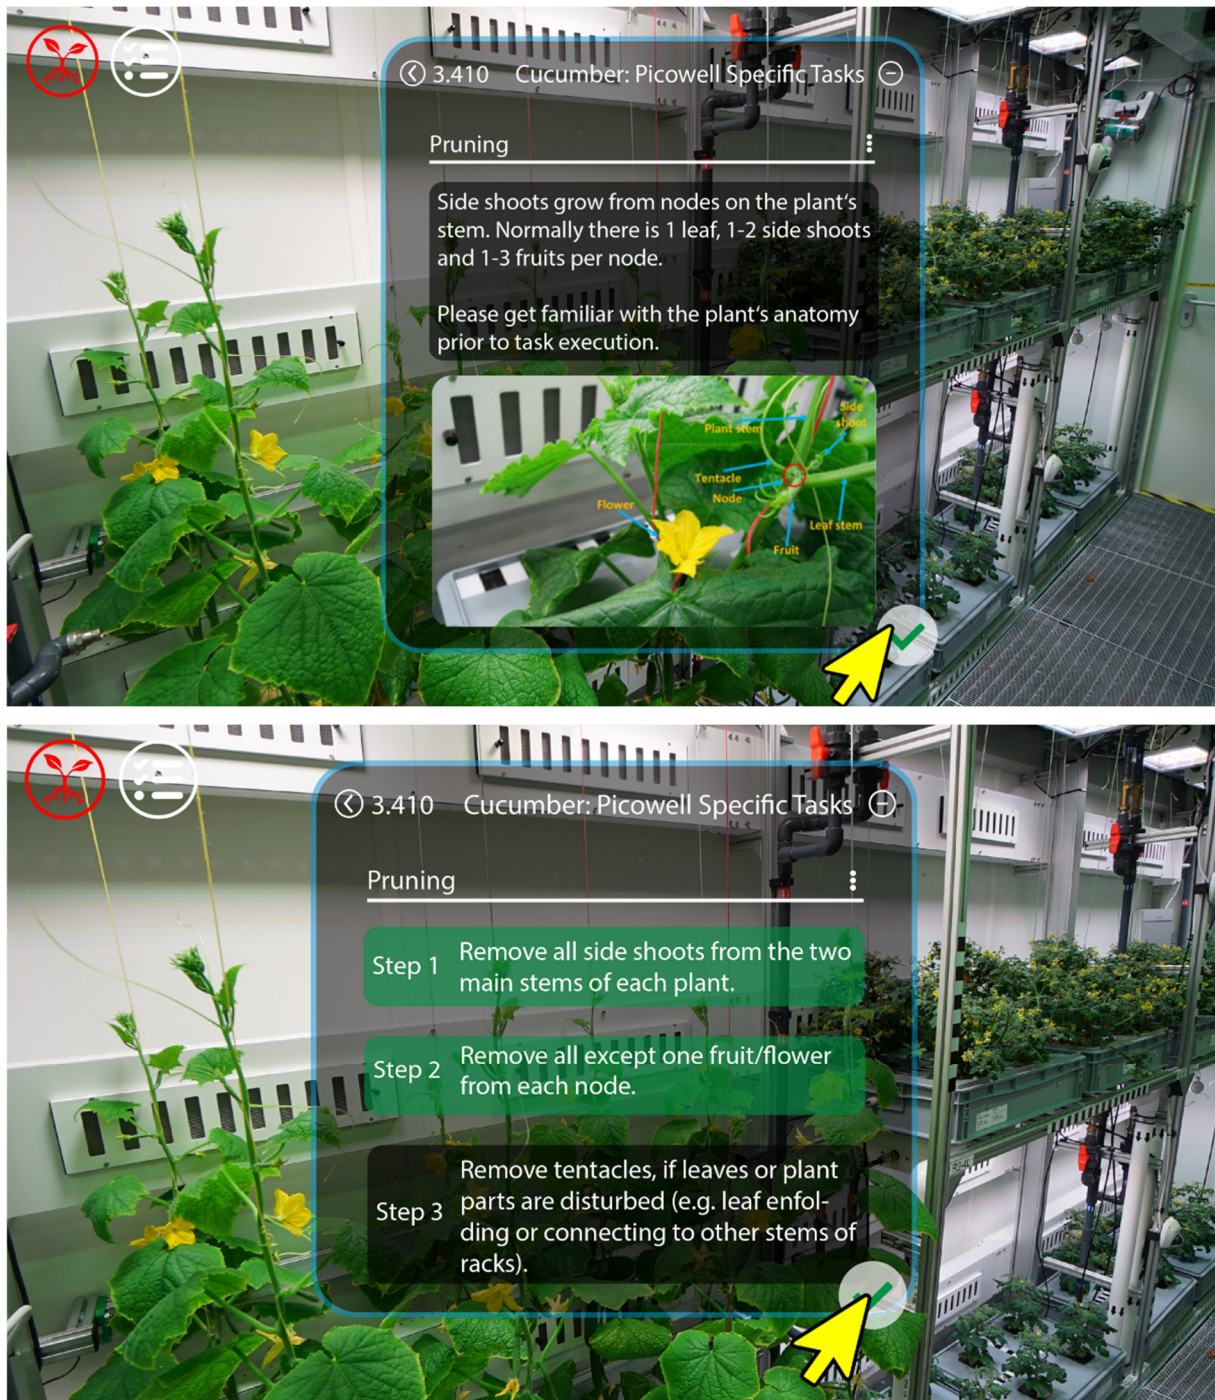 3.410 Cucumber: Picowell Specific Tasks
Pruning
Side shoots grow from nodes on the plant‘s
stem. Normally there is 1 leaf, 1-2 side shoots
and 1-3 fruits per node.
Please get familiar with the plant‘s anatomy
prior to task execution.
Side
shoot
Plant stem
Tentacle
Node
Flower
Leaf stem
Fruit
3.410 Cucumber: Picowell Specific Tasks
Pruning
Step 1
Remove all side shoots from the two
main stems of each plant.
Step 2
Remove all except one fruit/flower
from each node.
Step 3
Remove tentacles, if leaves or plant
parts are disturbed (e.g. leaf enfol-
ding or connecting to other stems of
racks).